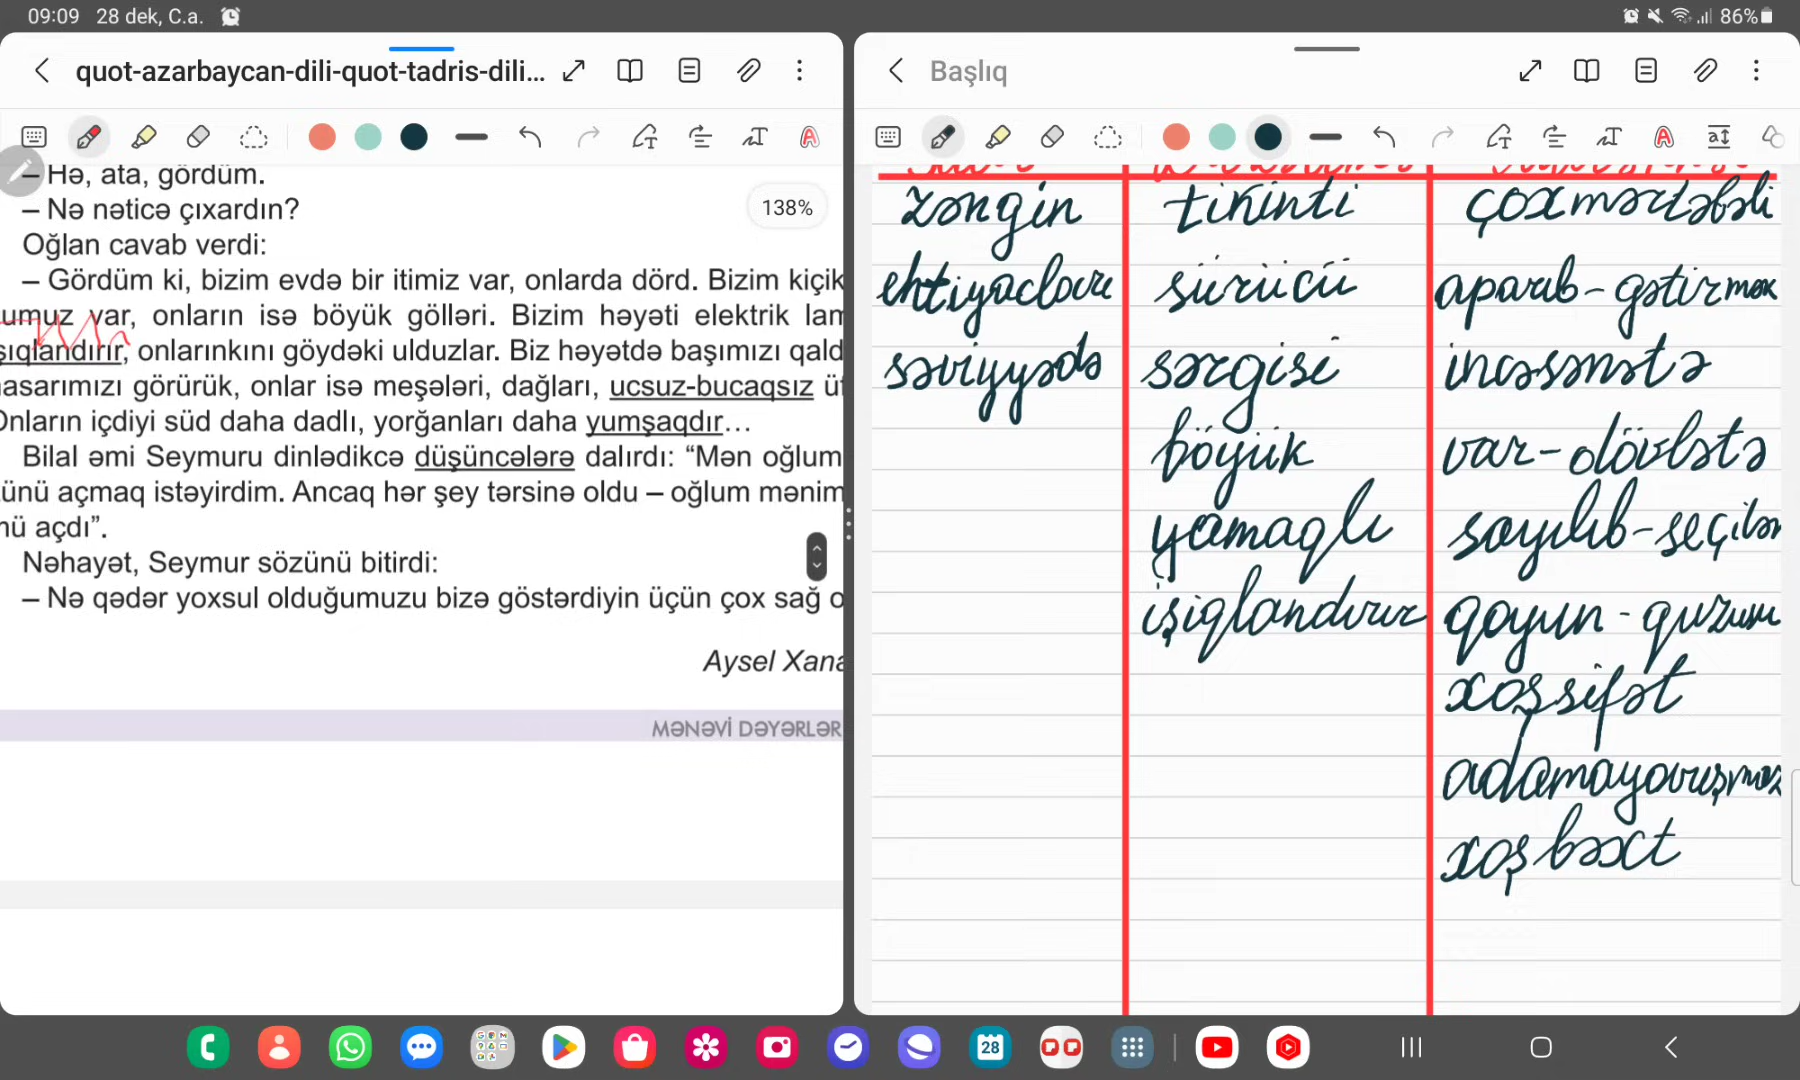 09:09 28 dek, C.a.
86%
quot-azarbaycan-dili-quot-tadris-dili...
– Hə, ata, gördüm.
– Nə nəticə çıxardın?
138%
Oğlan cavab verdi:
– Gördüm ki, bizim evdə bir itimiz var, onlarda dörd. Bizim kiçik
umuz var, onların isə böyük gölləri. Bizim həyəti elektrik lam
şıqlandırır, onlarınkını göydəki ulduzlar. Biz həyətdə başımızı qald
asarımızı görürük, onlar isə meşələri, dağları, ucsuz-bucaqsız üf
Onların içdiyi süd daha dadlı, yorğanları daha yumşaqdır...
Bilal əmi Seymuru dinlədikcə düşüncələrə dalırdı: “Mən oğlum
ünü açmaq istəyirdim. Ancaq hər şey tərsinə oldu – oğlum mənim
nü açdı”.
Nəhayət, Seymur sözünü bitirdi:
– Nə qədər yoxsul olduğumuzu bizə göstərdiyin üçün çox sağ o
Aysel Xana
MƏNƏVİ DƏYƏRLƏR
Başlıq
zəngin tikinti çoxmərtəbəli
ehtiyacları sürücü aparıb-gətirmək
səviyyədə sərgisi incəsənətə
böyük var-dövlətə
yamaqlı sayılıb-seçilən
işiqlandırır qoyun-quzunu
xoşsifət
adamayovuşmaz
xoşbəxt
28